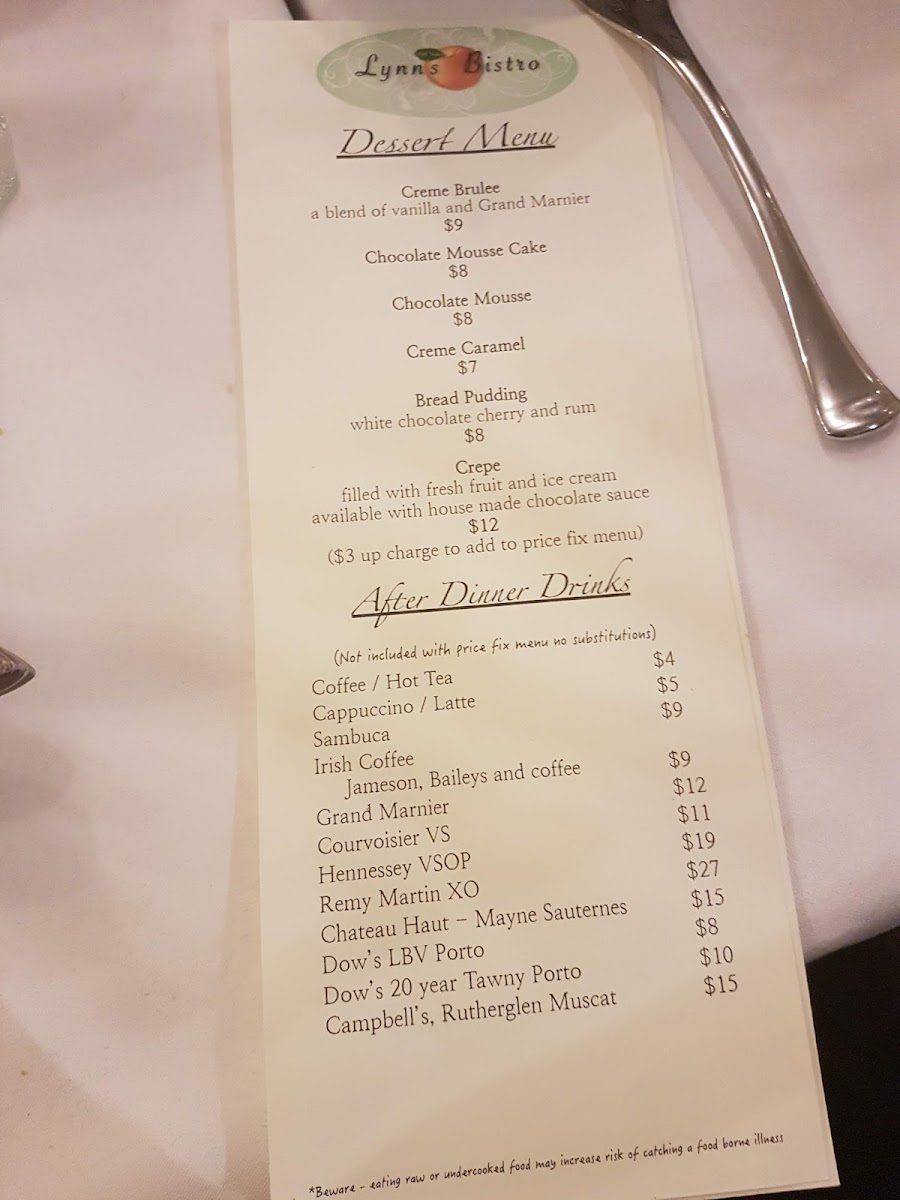 Lynn's Bistro
Dessert Menu
Creme Brulee
a blend of vanilla and Grand Marnier
$9
Chocolate Mousse Cake
$8
Chocolate Mousse
$8
Creme Caramel
$7
Bread Pudding
white chocolate cherry and rum
$8
Crepe
filled with fresh fruit and ice cream
available with house made chocolate sauce
$12
($3 up charge to add to price fix menu)
After Dinner Drinks
(Not included with price fix menu no substitutions)
Coffee / Hot Tea $4
Cappuccino / Latte $5
Sambuca $9
Irish Coffee
Jameson, Baileys and coffee $9
Grand Marnier $12
Courvoisier VS $11
Hennessey VSOP $19
Remy Martin XO $27
Chateau Haut – Mayne Sauternes $15
Dow's LBV Porto $8
Dow's 20 year Tawny Porto $10
Campbell's, Rutherglen Muscat $15
*Beware - eating raw or undercooked food may increase risk of catching a food borne illness